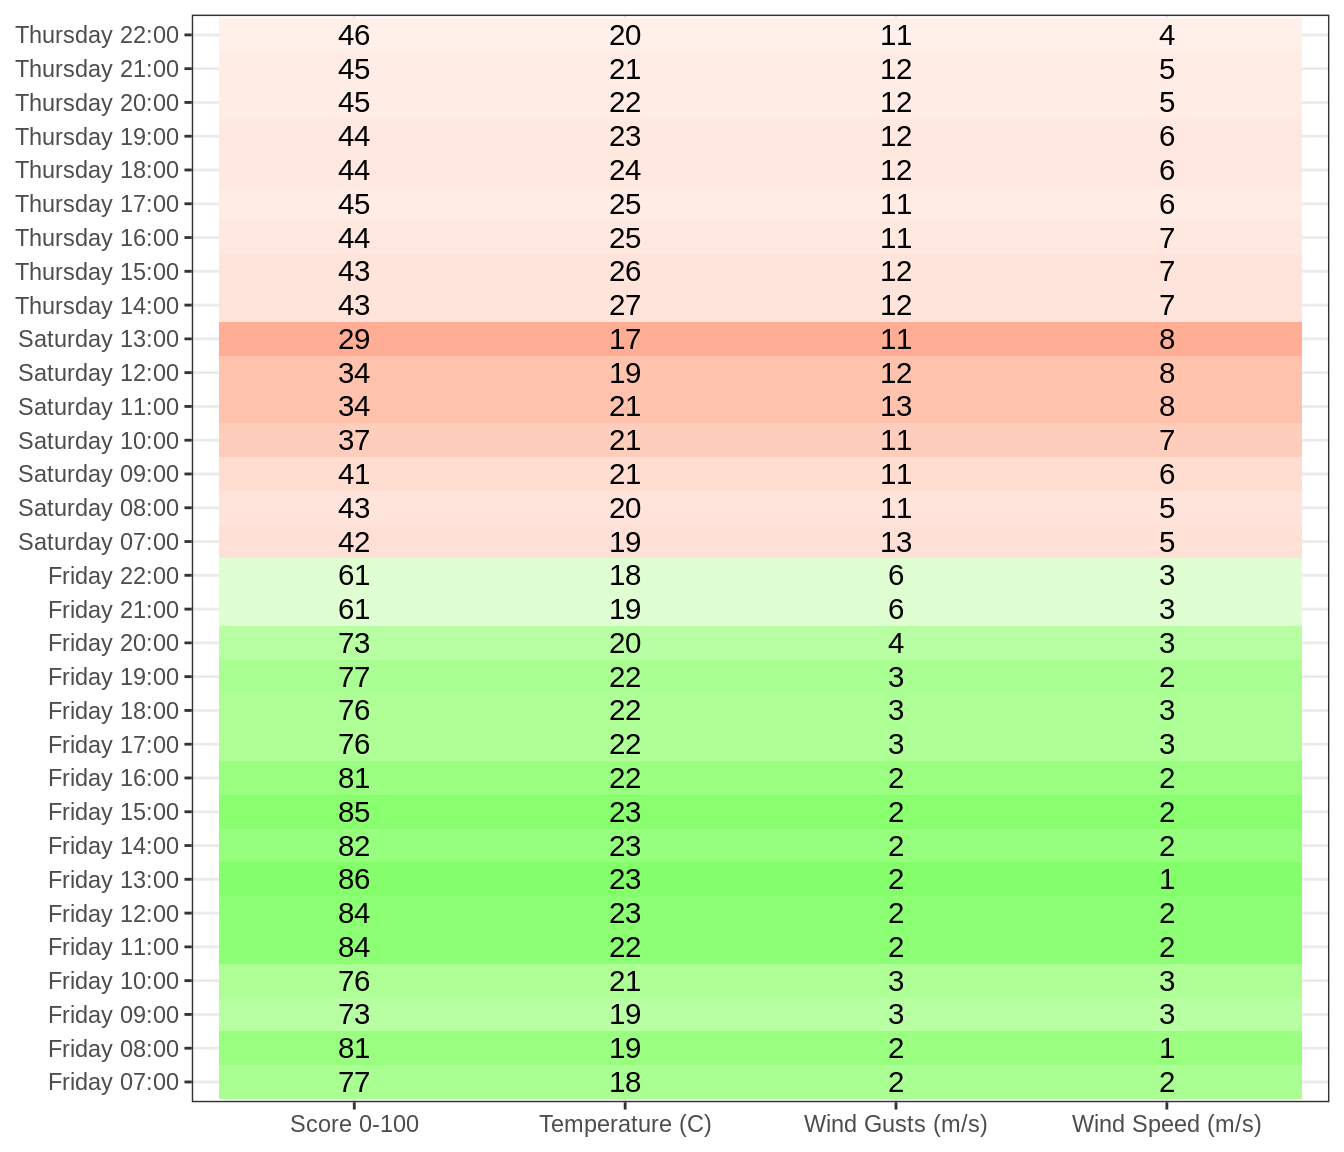 Thursday 22:00 46 20 11 4
Thursday 21:00 45 21 12 5
Thursday 20:00 45 22 12 5
Thursday 19:00 44 23 12 6
Thursday 18:00 44 24 12 6
Thursday 17:00 45 25 11 6
Thursday 16:00 44 25 11 7
Thursday 15:00 43 26 12 7
Thursday 14:00 43 27 12 7
Saturday 13:00 29 17 11 8
Saturday 12:00 34 19 12 8
Saturday 11:00 34 21 13 8
Saturday 10:00 37 21 11 7
Saturday 09:00 41 21 11 6
Saturday 08:00 43 20 11 5
Saturday 07:00 42 19 13 5
Friday 22:00 61 18 6 3
Friday 21:00 61 19 6 3
Friday 20:00 73 20 4 3
Friday 19:00 77 22 3 2
Friday 18:00 76 22 3 3
Friday 17:00 76 22 3 3
Friday 16:00 81 22 2 2
Friday 15:00 85 23 2 2
Friday 14:00 82 23 2 2
Friday 13:00 86 23 2 1
Friday 12:00 84 23 2 2
Friday 11:00 84 22 2 2
Friday 10:00 76 21 3 3
Friday 09:00 73 19 3 3
Friday 08:00 81 19 2 1
Friday 07:00 77 18 2 2
Score 0-100 Temperature (C) Wind Gusts (m/s) Wind Speed (m/s)